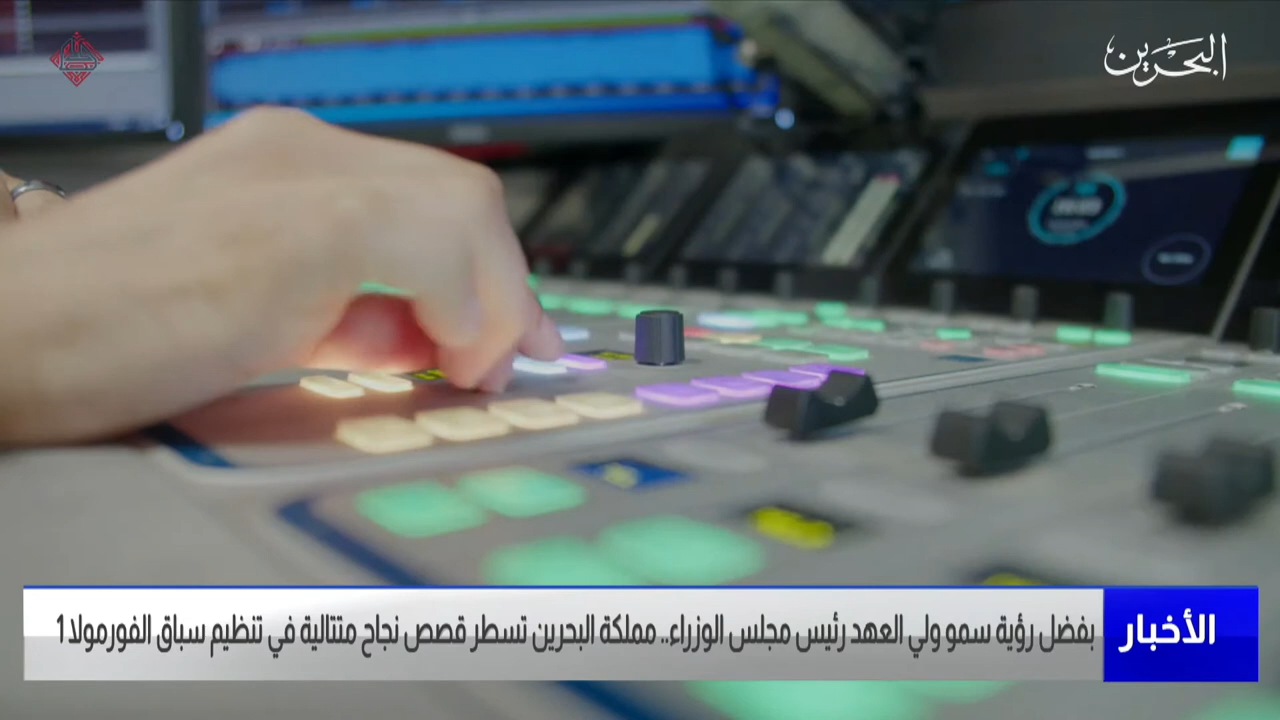 البحرين
الأخبار
بفضل رؤية سمو ولي العهد رئيس مجلس الوزراء.. مملكة البحرين تسطر قصص نجاح متتالية في تنظيم سباق الفورمولا 1